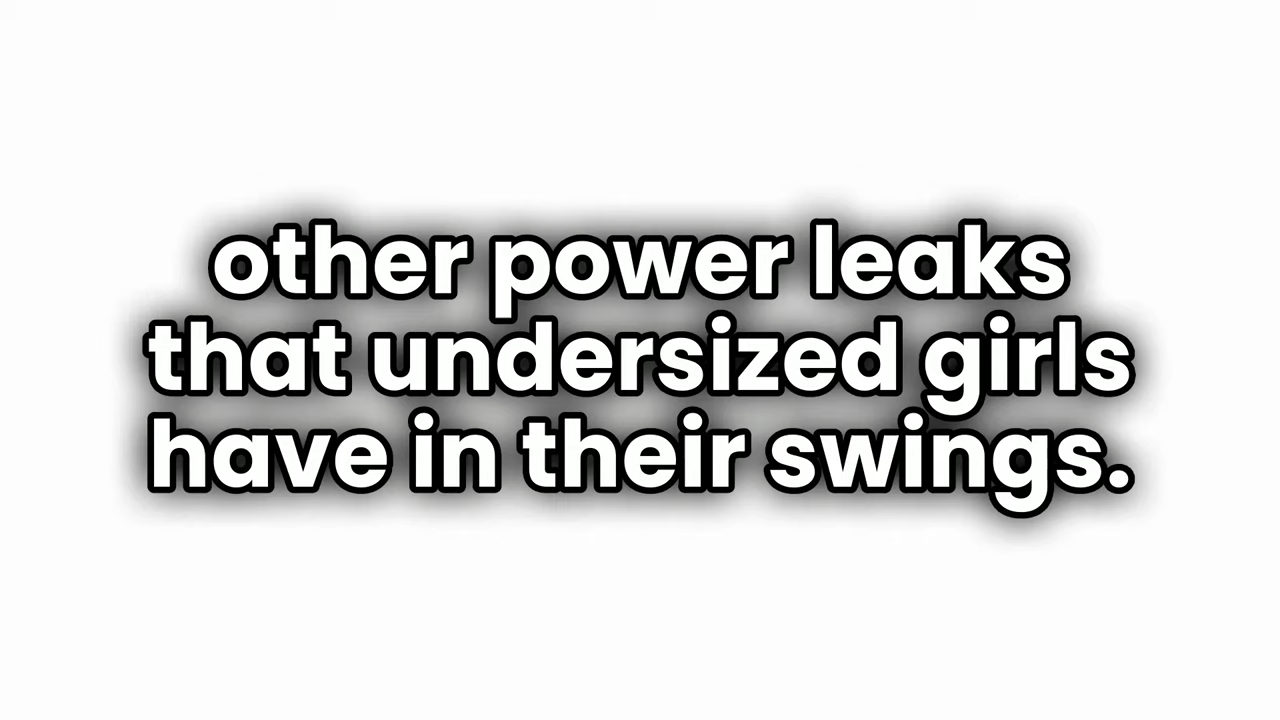 other power leaks
that undersized girls
have in their swings.